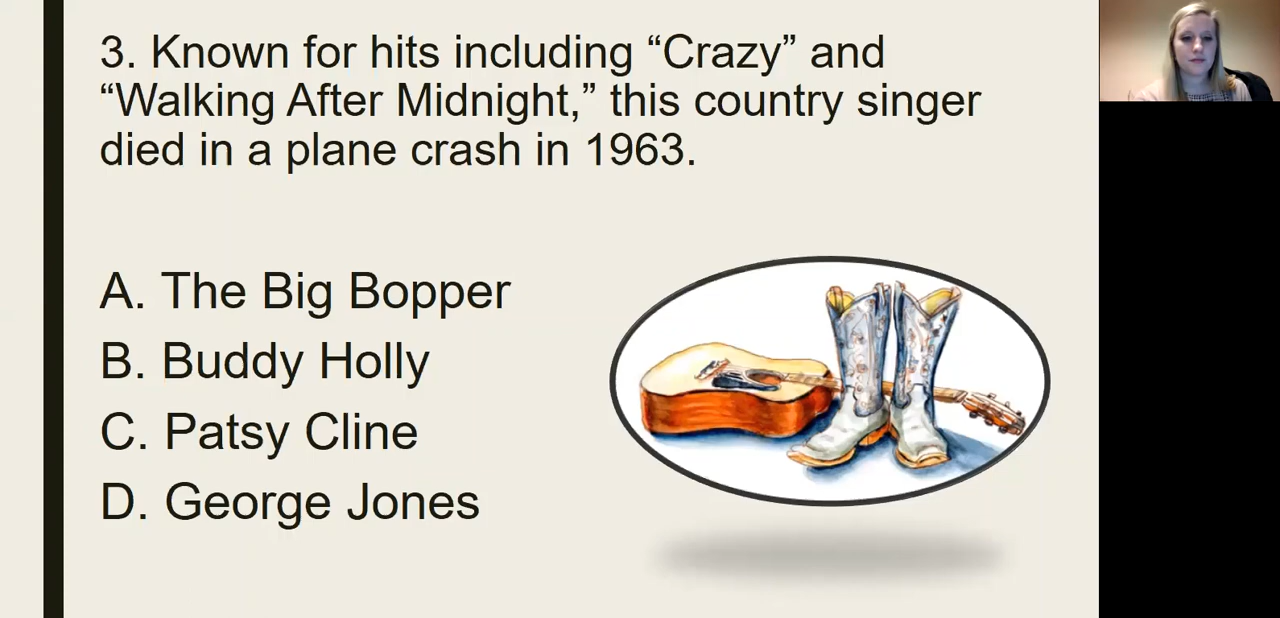 3. Known for hits including “Crazy” and
“Walking After Midnight,” this country singer
died in a plane crash in 1963.
A. The Big Bopper
B. Buddy Holly
C. Patsy Cline
D. George Jones